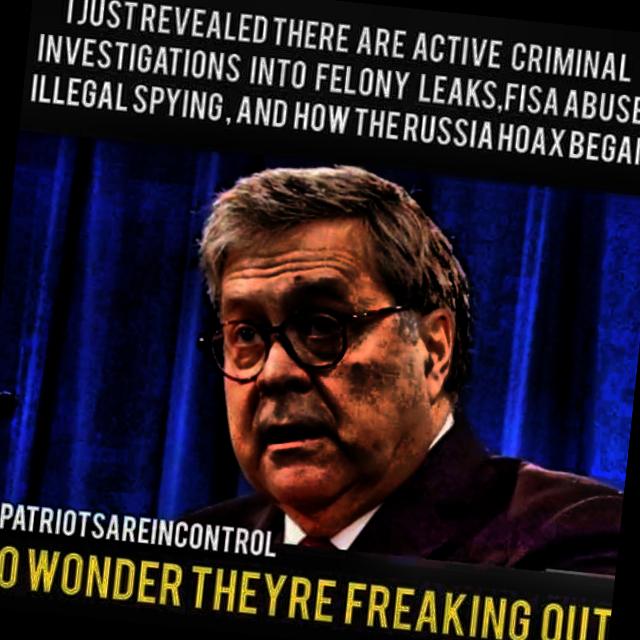 I JUST REVEALED THERE ARE ACTIVE CRIMINAL
INVESTIGATIONS INTO FELONY LEAKS, FISA ABUSE
ILLEGAL SPYING, AND HOW THE RUSSIA HOAX BEGAN
PATRIOTSAREINCONTROL
O WONDER THEYRE FREAKING OUT